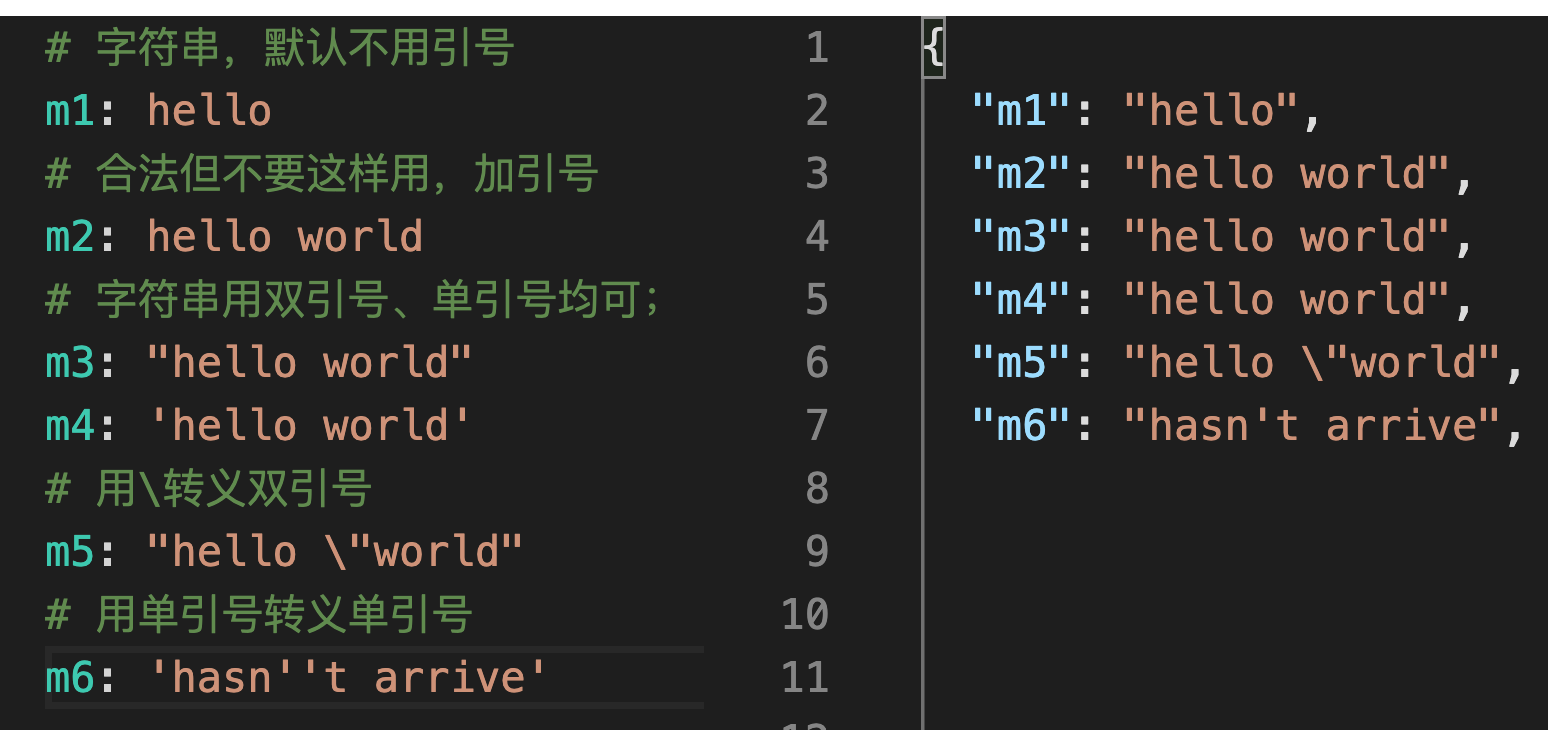 # 字符串，默认不用引号
m1: hello
# 合法但不要这样用，加引号
m2: hello world
# 字符串用双引号、单引号均可；
m3: "hello world"
m4: 'hello world'
# 用\转义双引号
m5: "hello \"world"
# 用单引号转义单引号
m6: 'hasn''t arrive'
1 {
2 "m1": "hello",
3 "m2": "hello world",
4 "m3": "hello world",
5 "m4": "hello world",
6 "m5": "hello \"world",
7 "m6": "hasn't arrive",
8
9
10
11